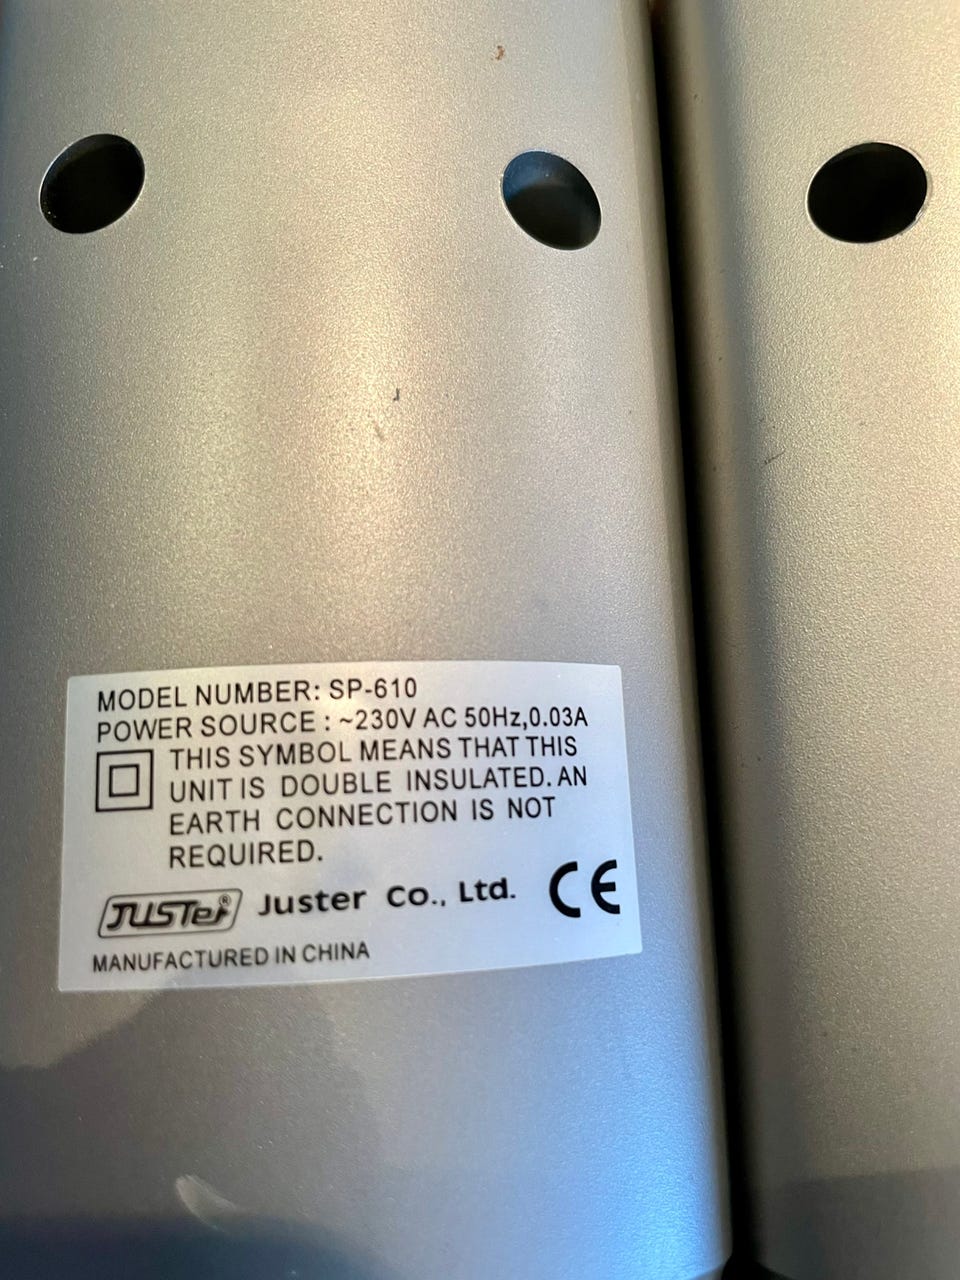 MODEL NUMBER: SP-610
POWER SOURCE : ~230V AC 50Hz,0.03A
THIS SYMBOL MEANS THAT THIS
UNIT IS DOUBLE INSULATED. AN
EARTH CONNECTION IS NOT
REQUIRED.
JUSTer® Juster Co., Ltd. CE
MANUFACTURED IN CHINA